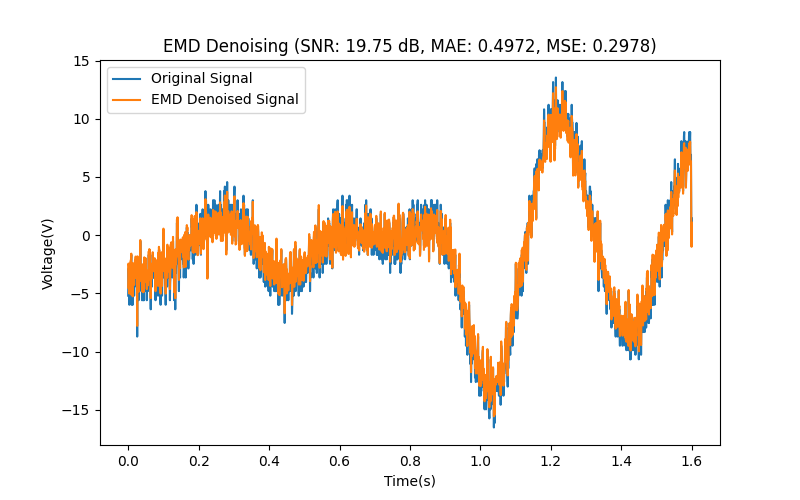 EMD Denoising (SNR: 19.75 dB, MAE: 0.4972, MSE: 0.2978)
Original Signal
EMD Denoised Signal
15
10
5
0
−5
−10
−15
Voltage(V)
0.0 0.2 0.4 0.6 0.8 1.0 1.2 1.4 1.6
Time(s)